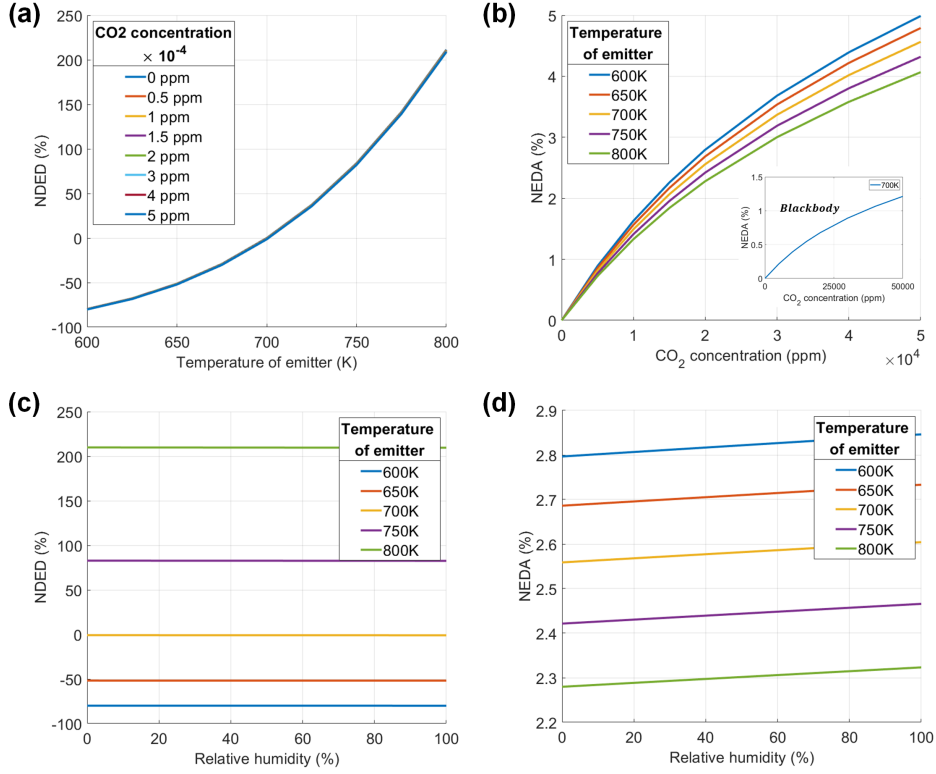 (a)
250
200
150
100
50
0
-50
-100
NDED (%)
CO2 concentration
× 10⁻⁴
0 ppm
0.5 ppm
1 ppm
1.5 ppm
2 ppm
3 ppm
4 ppm
5 ppm
600
650
700
750
800
Temperature of emitter (K)
(b)
5
4
3
2
1
0
NEDA (%)
Temperature
of emitter
600K
650K
700K
750K
800K
1.5
1
0.5
0
NEDA (%)
700K
Blackbody
0
25000
50000
CO₂ concentration (ppm)
0
1
2
3
4
5
CO₂ concentration (ppm)
×10⁴
(c)
250
200
150
100
50
0
-50
-100
NDED (%)
Temperature
of emitter
600K
650K
700K
750K
800K
0
20
40
60
80
100
Relative humidity (%)
(d)
2.9
2.8
2.7
2.6
2.5
2.4
2.3
2.2
NEDA (%)
Temperature
of emitter
600K
650K
700K
750K
800K
0
20
40
60
80
100
Relative humidity (%)